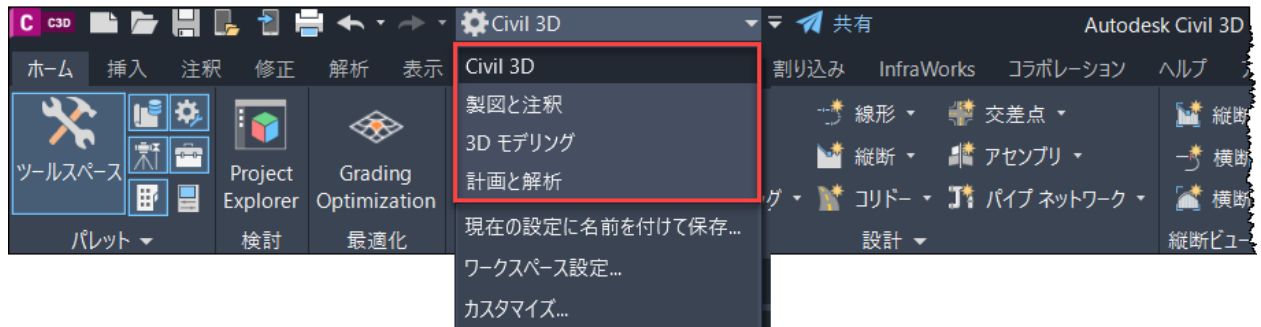 C C3D Civil 3D 共有 Autodesk Civil 3D
ホーム 挿入 注釈 修正 解析 表示 割り込み InfraWorks コラボレーション ヘルプ
Civil 3D
製図と注釈
3D モデリング
計画と解析
現在の設定に名前を付けて保存...
ワークスペース設定...
カスタマイズ...
ツールスペース
Project
Explorer
Grading
Optimization
線形 交差点 縦断
縦断 アセンブリ 横断
コリドー パイプ ネットワーク 横断
パレット 検討 最適化 設計 縦断ビュー